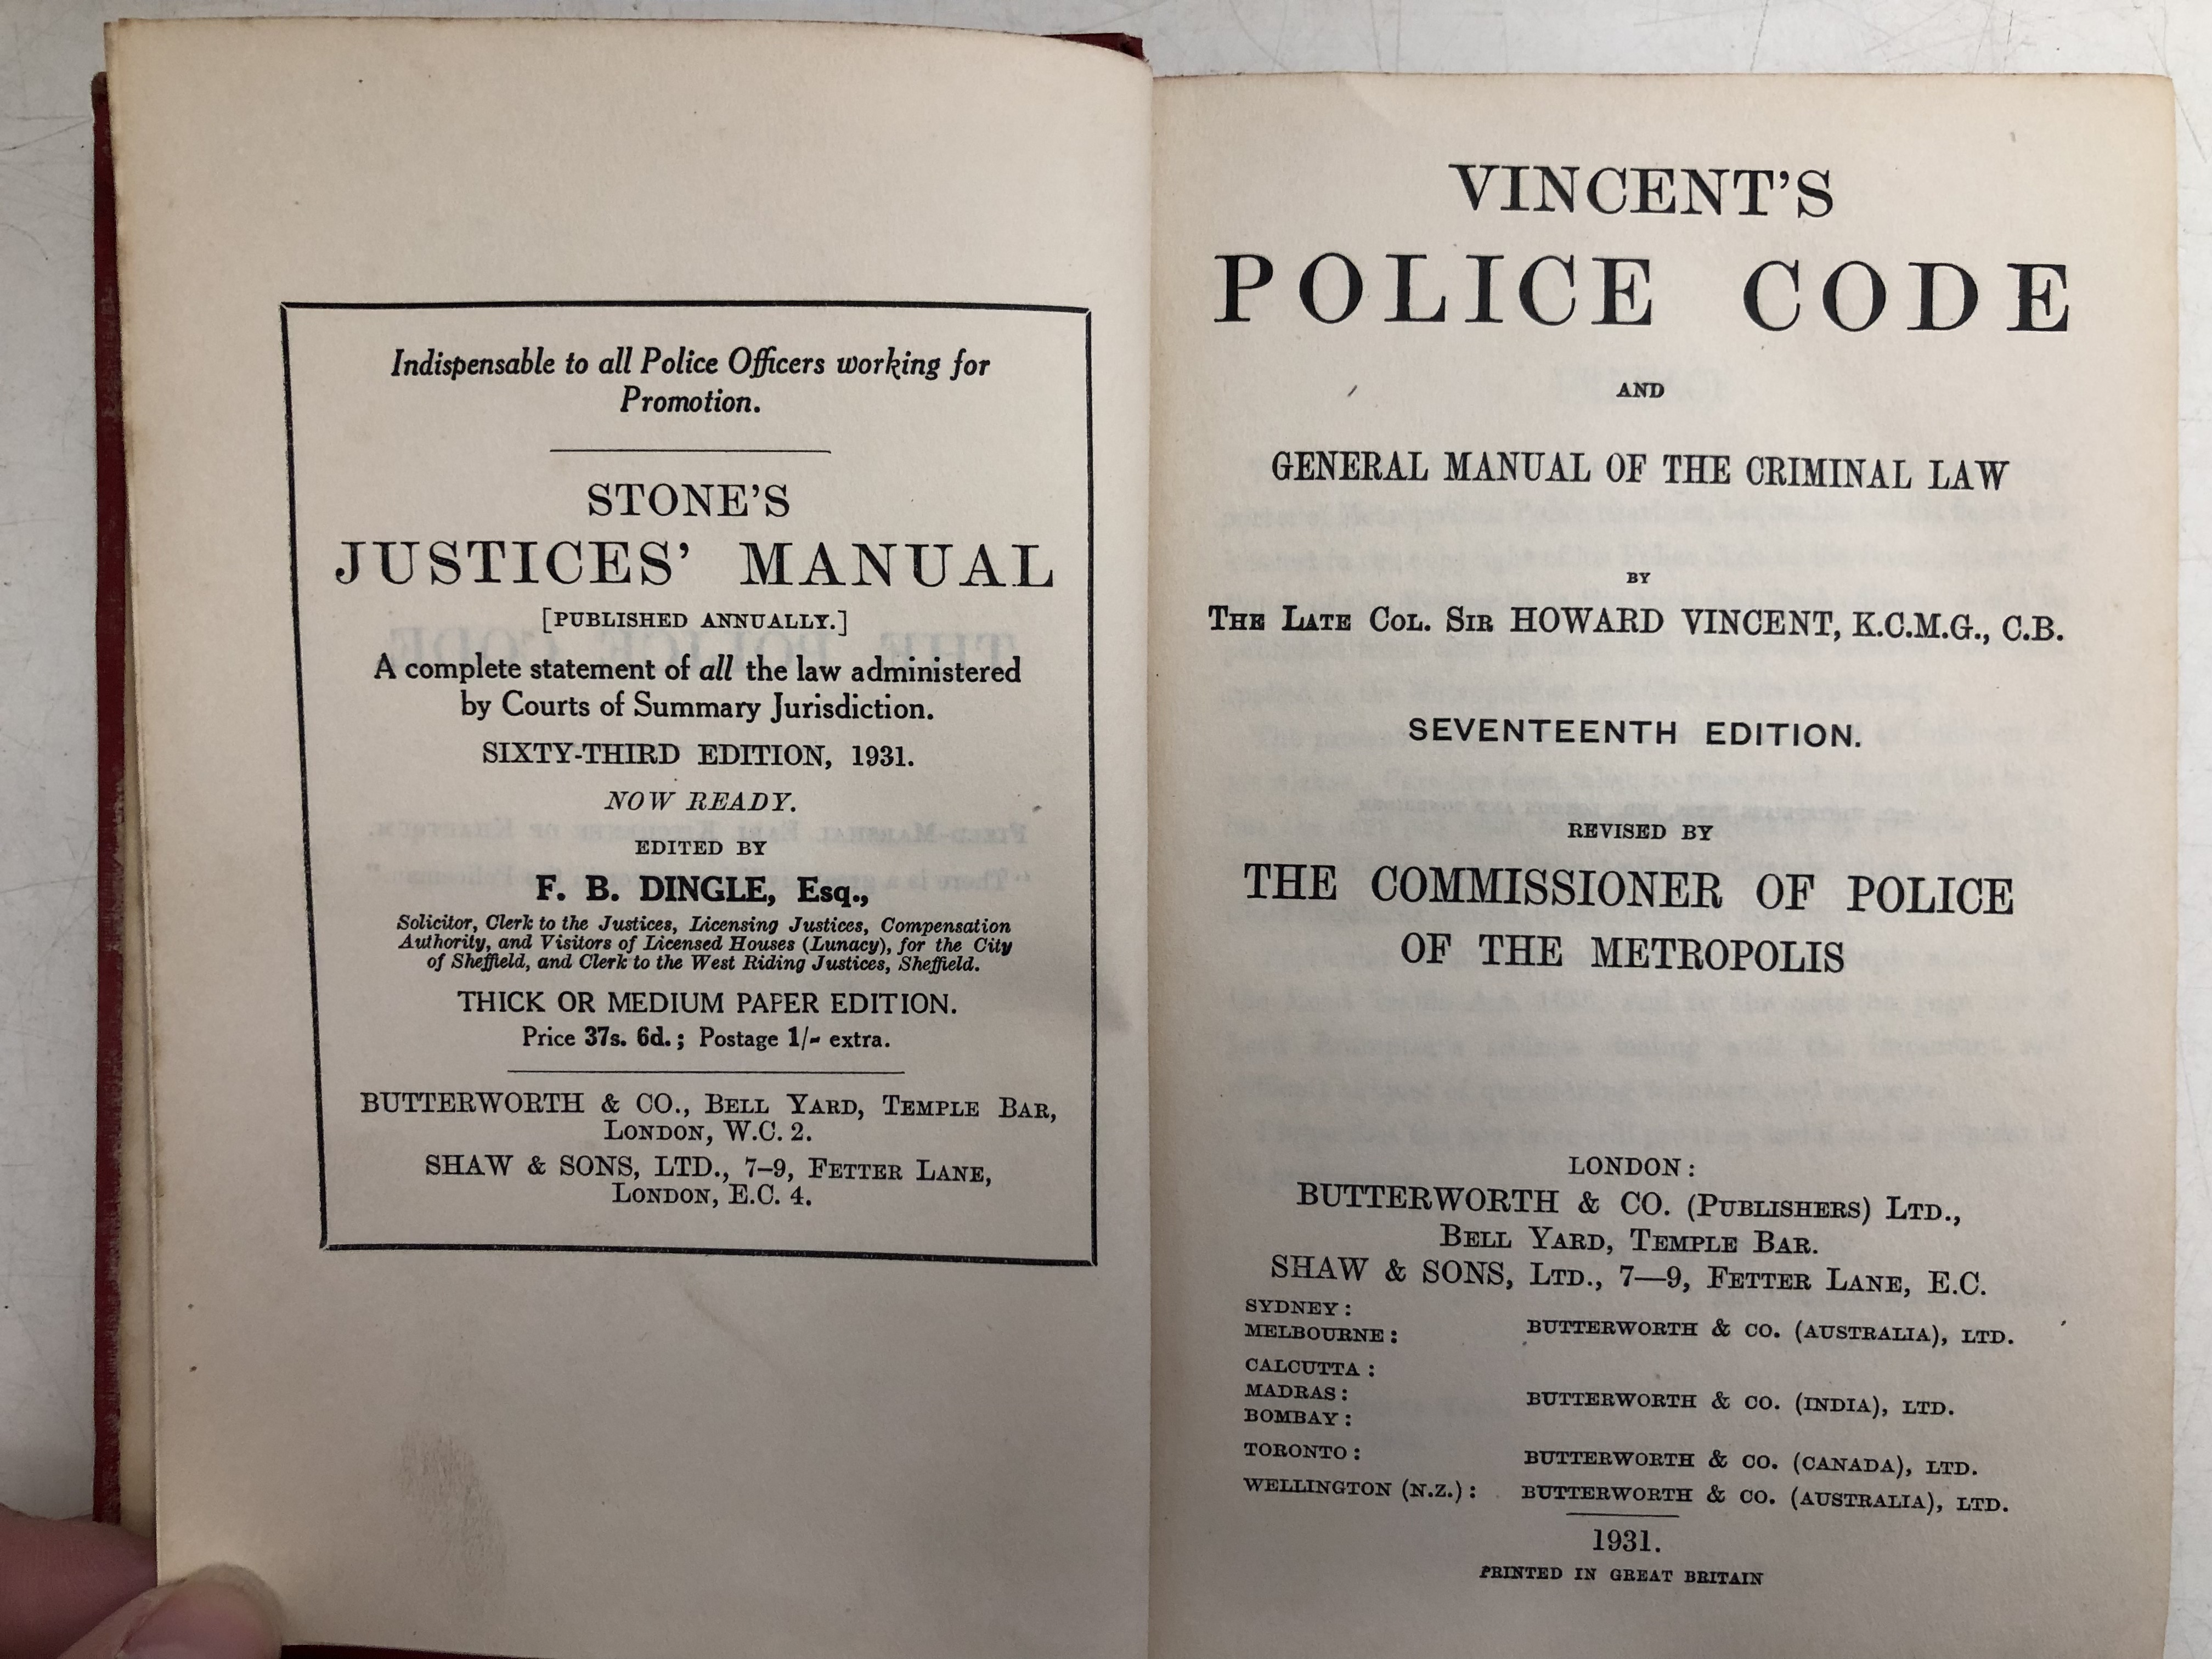 Indispensable to all Police Officers working for
Promotion.
STONE'S
JUSTICES' MANUAL
[PUBLISHED ANNUALLY.]
A complete statement of all the law administered
by Courts of Summary Jurisdiction.
SIXTY-THIRD EDITION, 1931.
NOW READY.
EDITED BY
F. B. DINGLE, Esq.,
Solicitor, Clerk to the Justices, Licensing Justices, Compensation
Authority, and Visitors of Licensed Houses (Lunacy), for the City
of Sheffield, and Clerk to the West Riding Justices, Sheffield.
THICK OR MEDIUM PAPER EDITION.
Price 37s. 6d.; Postage 1/- extra.
BUTTERWORTH & CO., BELL YARD, TEMPLE BAR,
LONDON, W.C. 2.
SHAW & SONS, LTD., 7–9, FETTER LANE,
LONDON, E.C. 4.
VINCENT'S
POLICE CODE
AND
GENERAL MANUAL OF THE CRIMINAL LAW
BY
THE LATE COL. SIR HOWARD VINCENT, K.C.M.G., C.B.
SEVENTEENTH EDITION.
REVISED BY
THE COMMISSIONER OF POLICE
OF THE METROPOLIS
LONDON:
BUTTERWORTH & CO. (PUBLISHERS) LTD.,
BELL YARD, TEMPLE BAR.
SHAW & SONS, LTD., 7—9, FETTER LANE, E.C.
SYDNEY:
MELBOURNE: BUTTERWORTH & CO. (AUSTRALIA), LTD.
CALCUTTA:
MADRAS: BUTTERWORTH & CO. (INDIA), LTD.
BOMBAY:
TORONTO: BUTTERWORTH & CO. (CANADA), LTD.
WELLINGTON (N.Z.): BUTTERWORTH & CO. (AUSTRALIA), LTD.
1931.
PRINTED IN GREAT BRITAIN